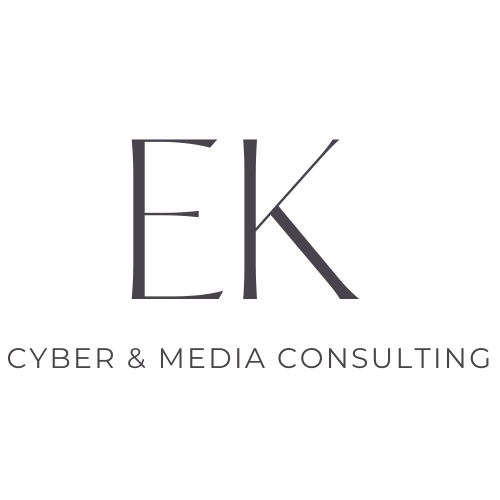 EK
CYBER & MEDIA CONSULTING